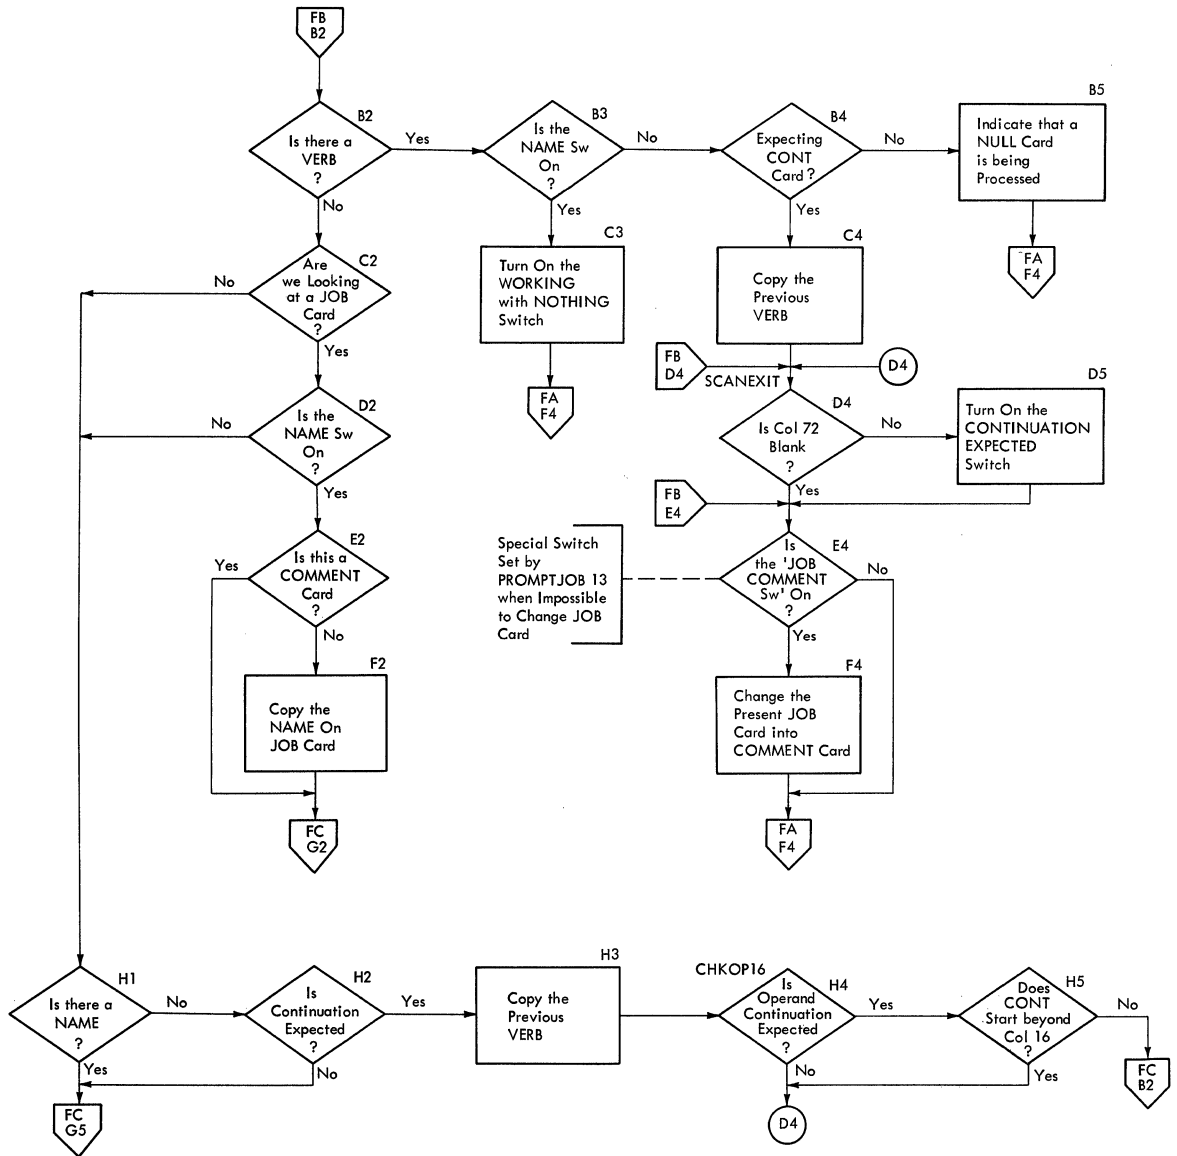 FB
B2
B2
Is there a
VERB
?
Yes
No
B3
Is the
NAME Sw
On
?
No
Yes
B4
Expecting
CONT
Card?
No
Yes
B5
Indicate that a
NULL Card
is being
Processed
FA
F4
C2
Are
we Looking
at a JOB
Card
?
No
Yes
C3
Turn On the
WORKING
with NOTHING
Switch
FA
F4
C4
Copy the
Previous
VERB
FB
D4
SCANEXIT
D4
D2
Is the
NAME Sw
On
?
No
Yes
D4
Is Col 72
Blank
?
No
Yes
D5
Turn On the
CONTINUATION
EXPECTED
Switch
FB
E4
E2
Is this a
COMMENT
Card
?
Yes
No
Special Switch
Set by
PROMPTJOB 13
when Impossible
to Change JOB
Card
E4
Is
the 'JOB
COMMENT
Sw' On
?
No
Yes
F2
Copy the
NAME On
JOB Card
FC
G2
F4
Change the
Present JOB
Card into
COMMENT Card
FA
F4
H1
Is there a
NAME
?
No
Yes
FC
G5
H2
Is
Continuation
Expected
?
Yes
No
H3
Copy the
Previous
VERB
CHKOP16
H4
Is
Operand
Continuation
Expected
?
Yes
No
D4
H5
Does
CONT
Start beyond
Col 16
?
No
Yes
FC
B2